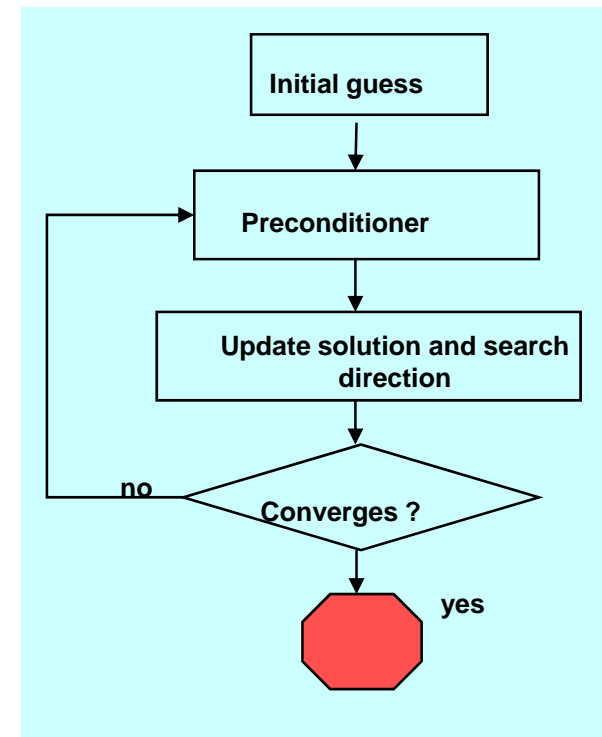 Initial guess
Preconditioner
Update solution and search
direction
no
Converges ?
yes